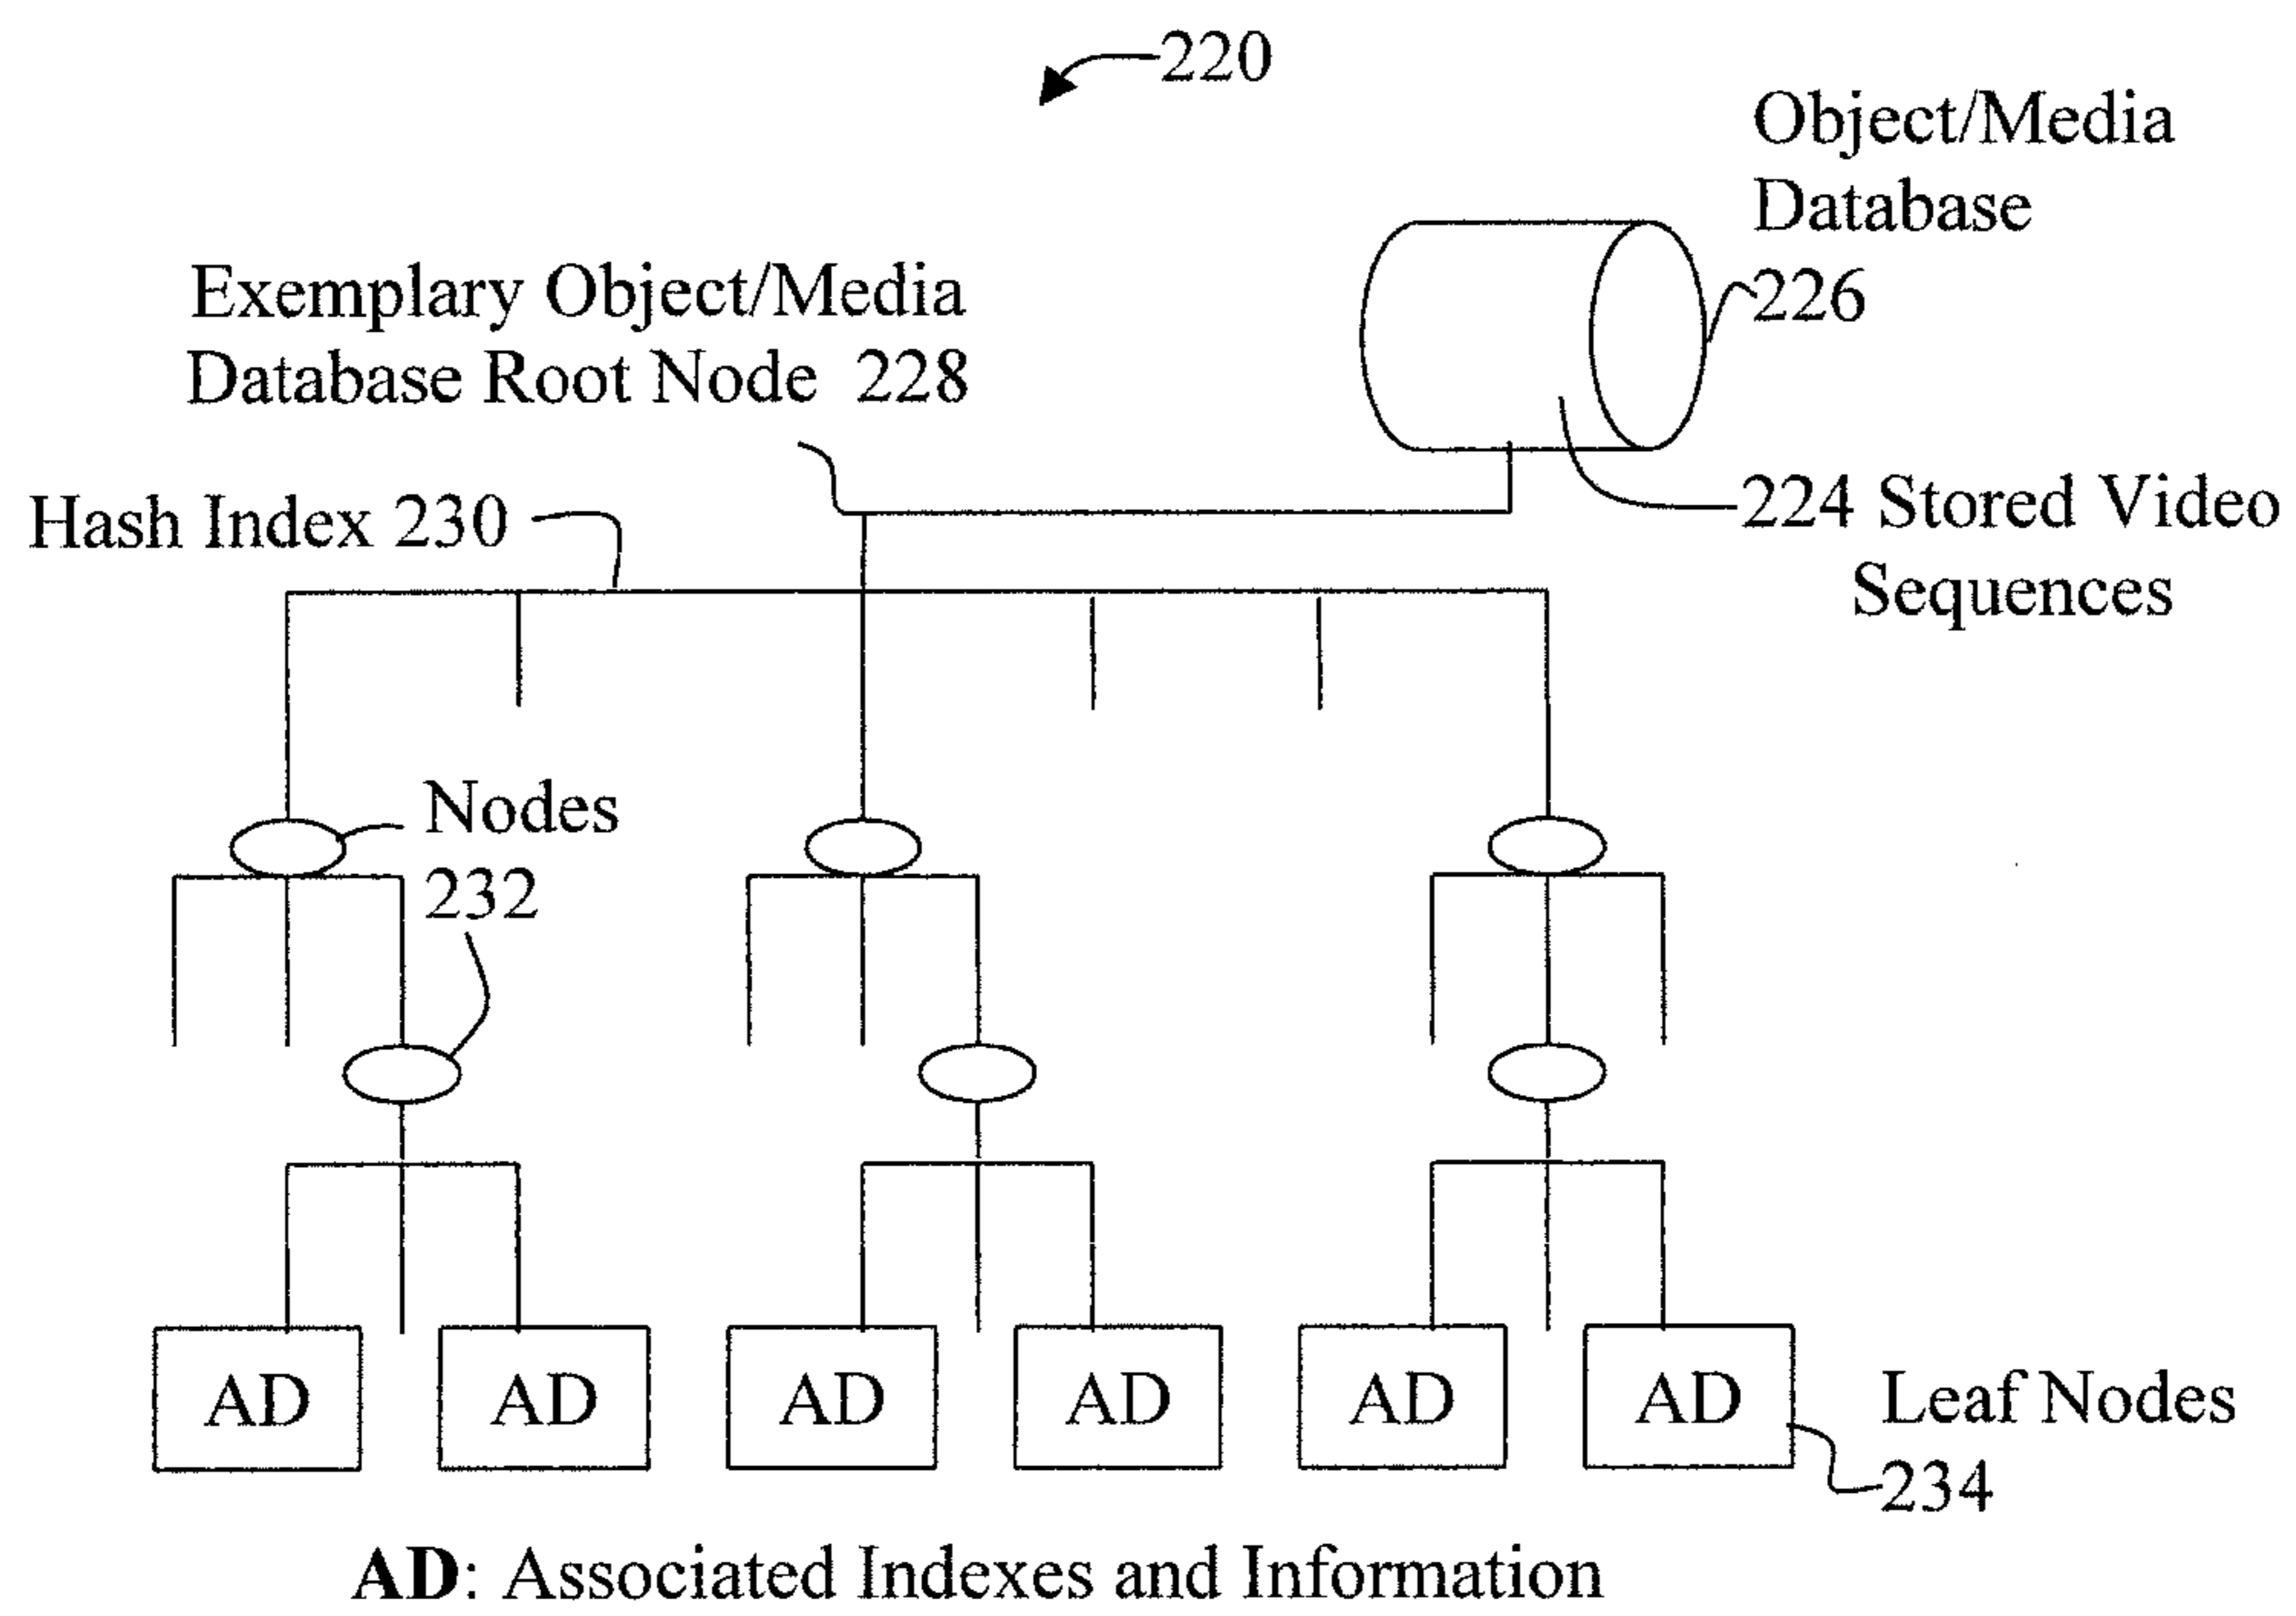 220
Object/Media
Database
226
Exemplary Object/Media
Database Root Node 228
Hash Index 230
224 Stored Video
Sequences
Nodes
232
AD AD AD AD AD AD
Leaf Nodes
234
AD: Associated Indexes and Information